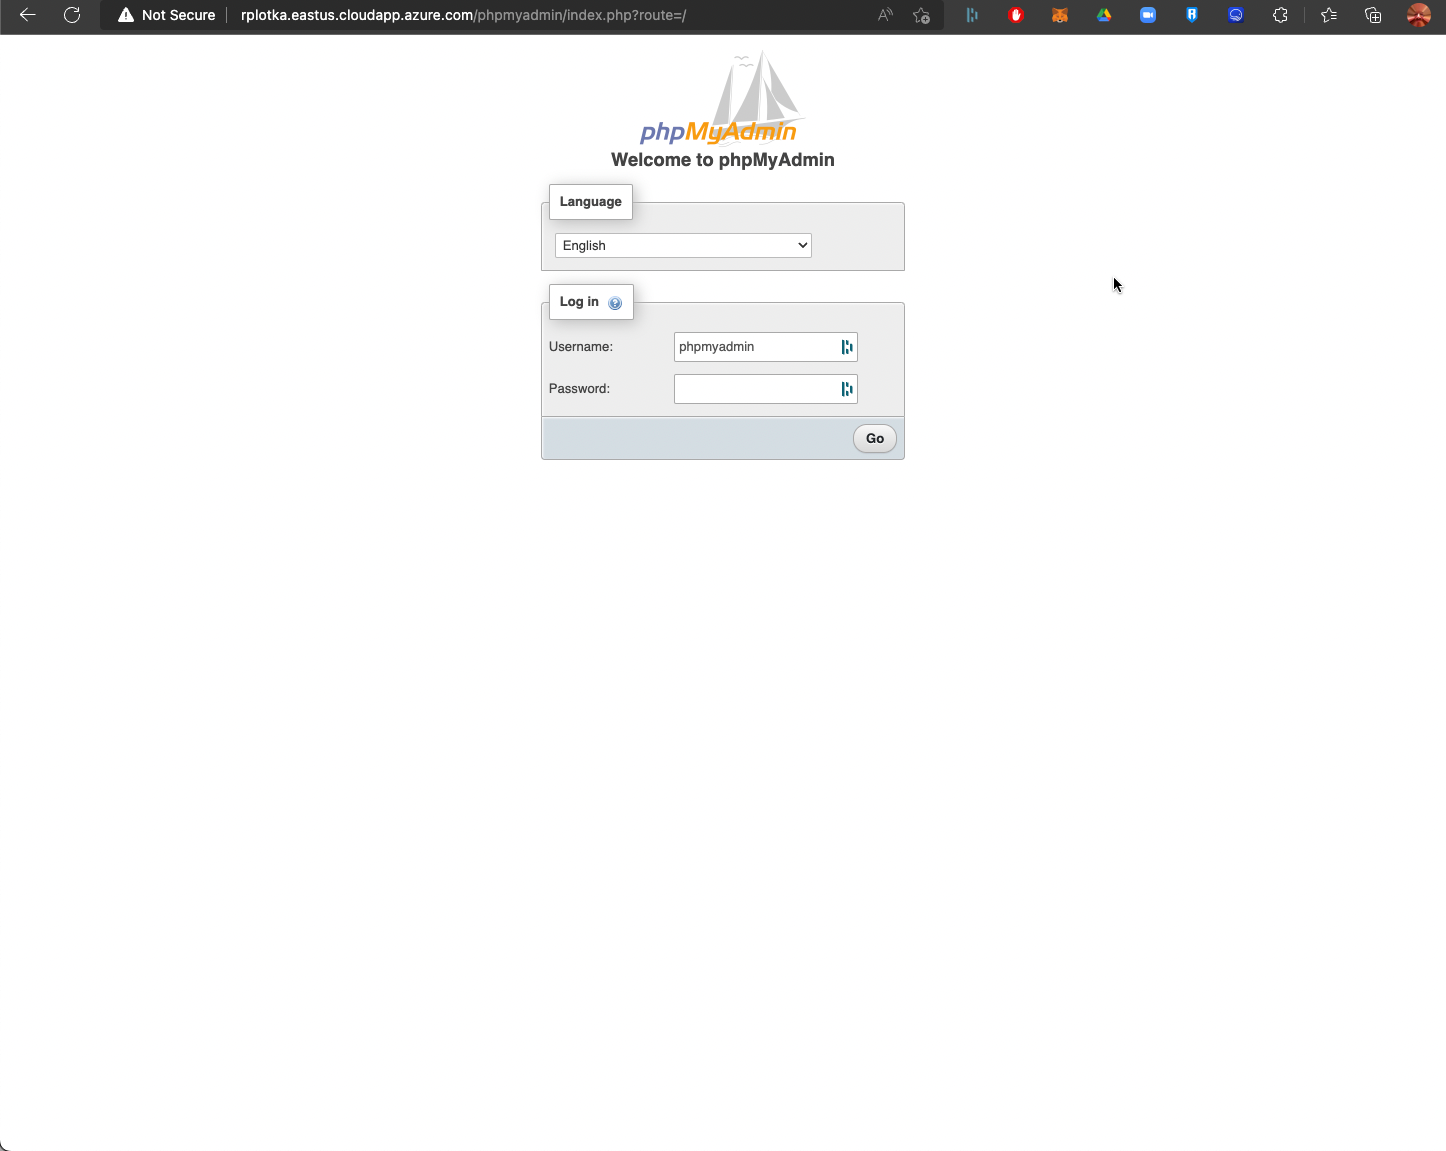 Not Secure rplotka.eastus.cloudapp.azure.com/phpmyadmin/index.php?route=/
phpMyAdmin
Welcome to phpMyAdmin
Language
English
Log in
Username: phpmyadmin
Password:
Go